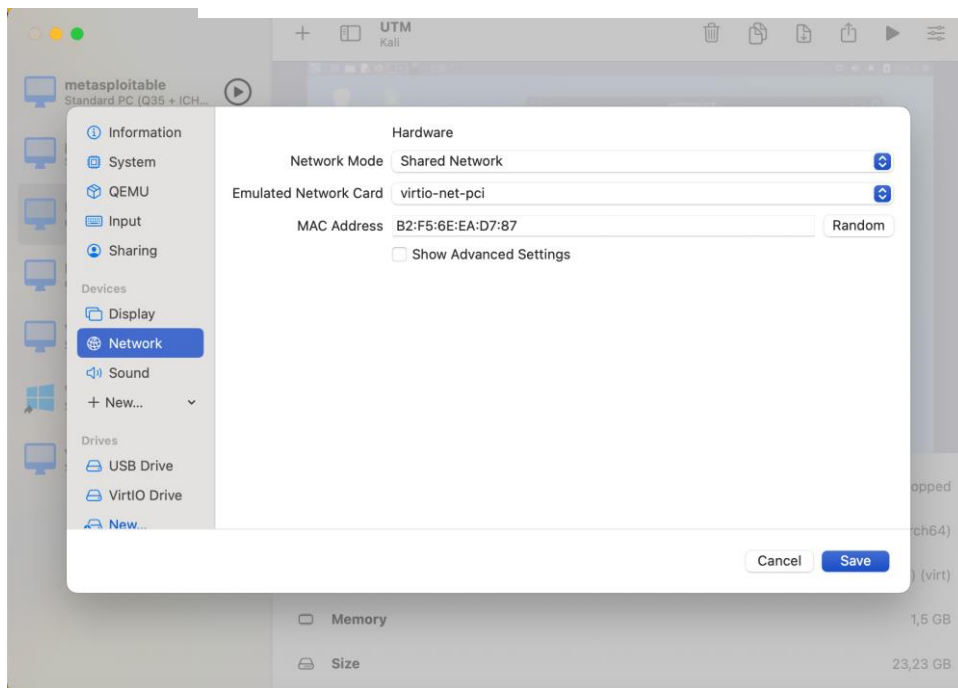 UTM
Kali
metasploitable
Standard PC (Q35 + ICH...
Information
System
QEMU
Input
Sharing
Devices
Display
Network
Sound
New...
Drives
USB Drive
VirtIO Drive
New...
Hardware
Network Mode Shared Network
Emulated Network Card virtio-net-pci
MAC Address B2:F5:6E:EA:D7:87 Random
Show Advanced Settings
Cancel Save
opped
rch64)
) (virt)
Memory 1,5 GB
Size 23,23 GB